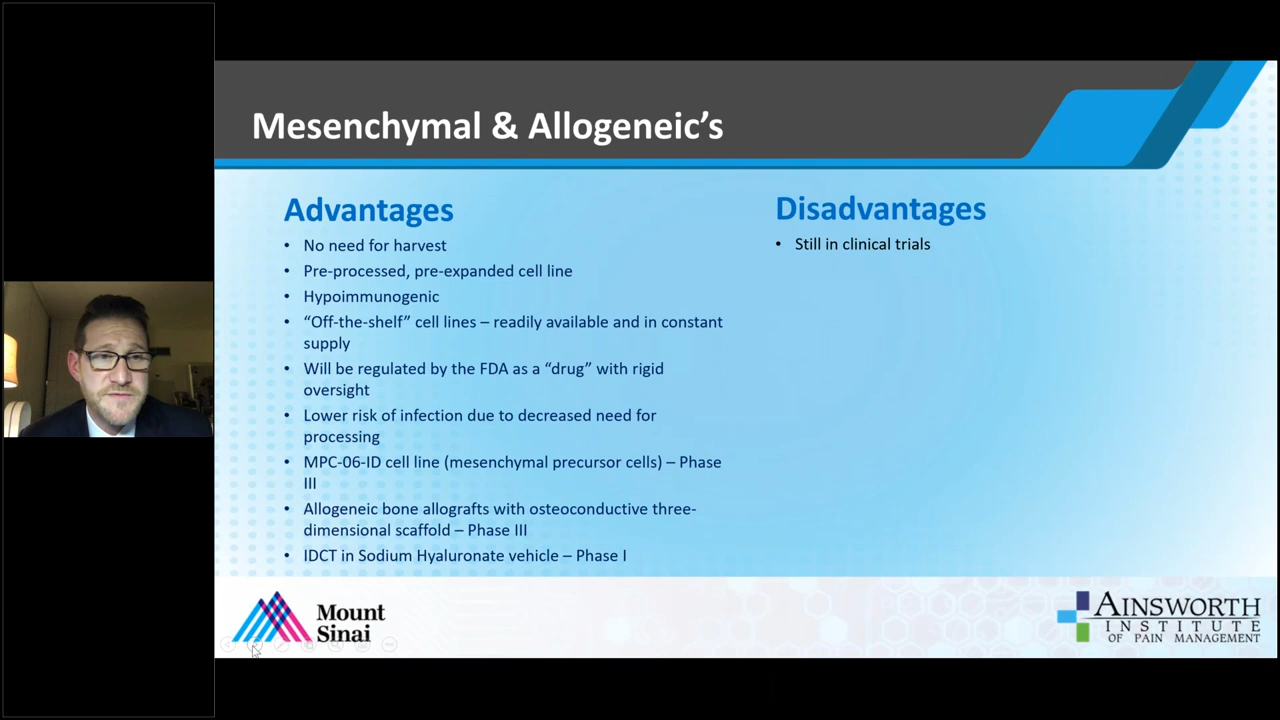 Mesenchymal & Allogeneic’s
Advantages
• No need for harvest
• Pre-processed, pre-expanded cell line
• Hypoimmunogenic
• “Off-the-shelf” cell lines – readily available and in constant
supply
• Will be regulated by the FDA as a “drug” with rigid
oversight
• Lower risk of infection due to decreased need for
processing
• MPC-06-ID cell line (mesenchymal precursor cells) – Phase
III
• Allogeneic bone allografts with osteoconductive three-
dimensional scaffold – Phase III
• IDCT in Sodium Hyaluronate vehicle – Phase I
Disadvantages
• Still in clinical trials
Mount
Sinai
AINSWORTH
INSTITUTE
OF PAIN MANAGEMENT